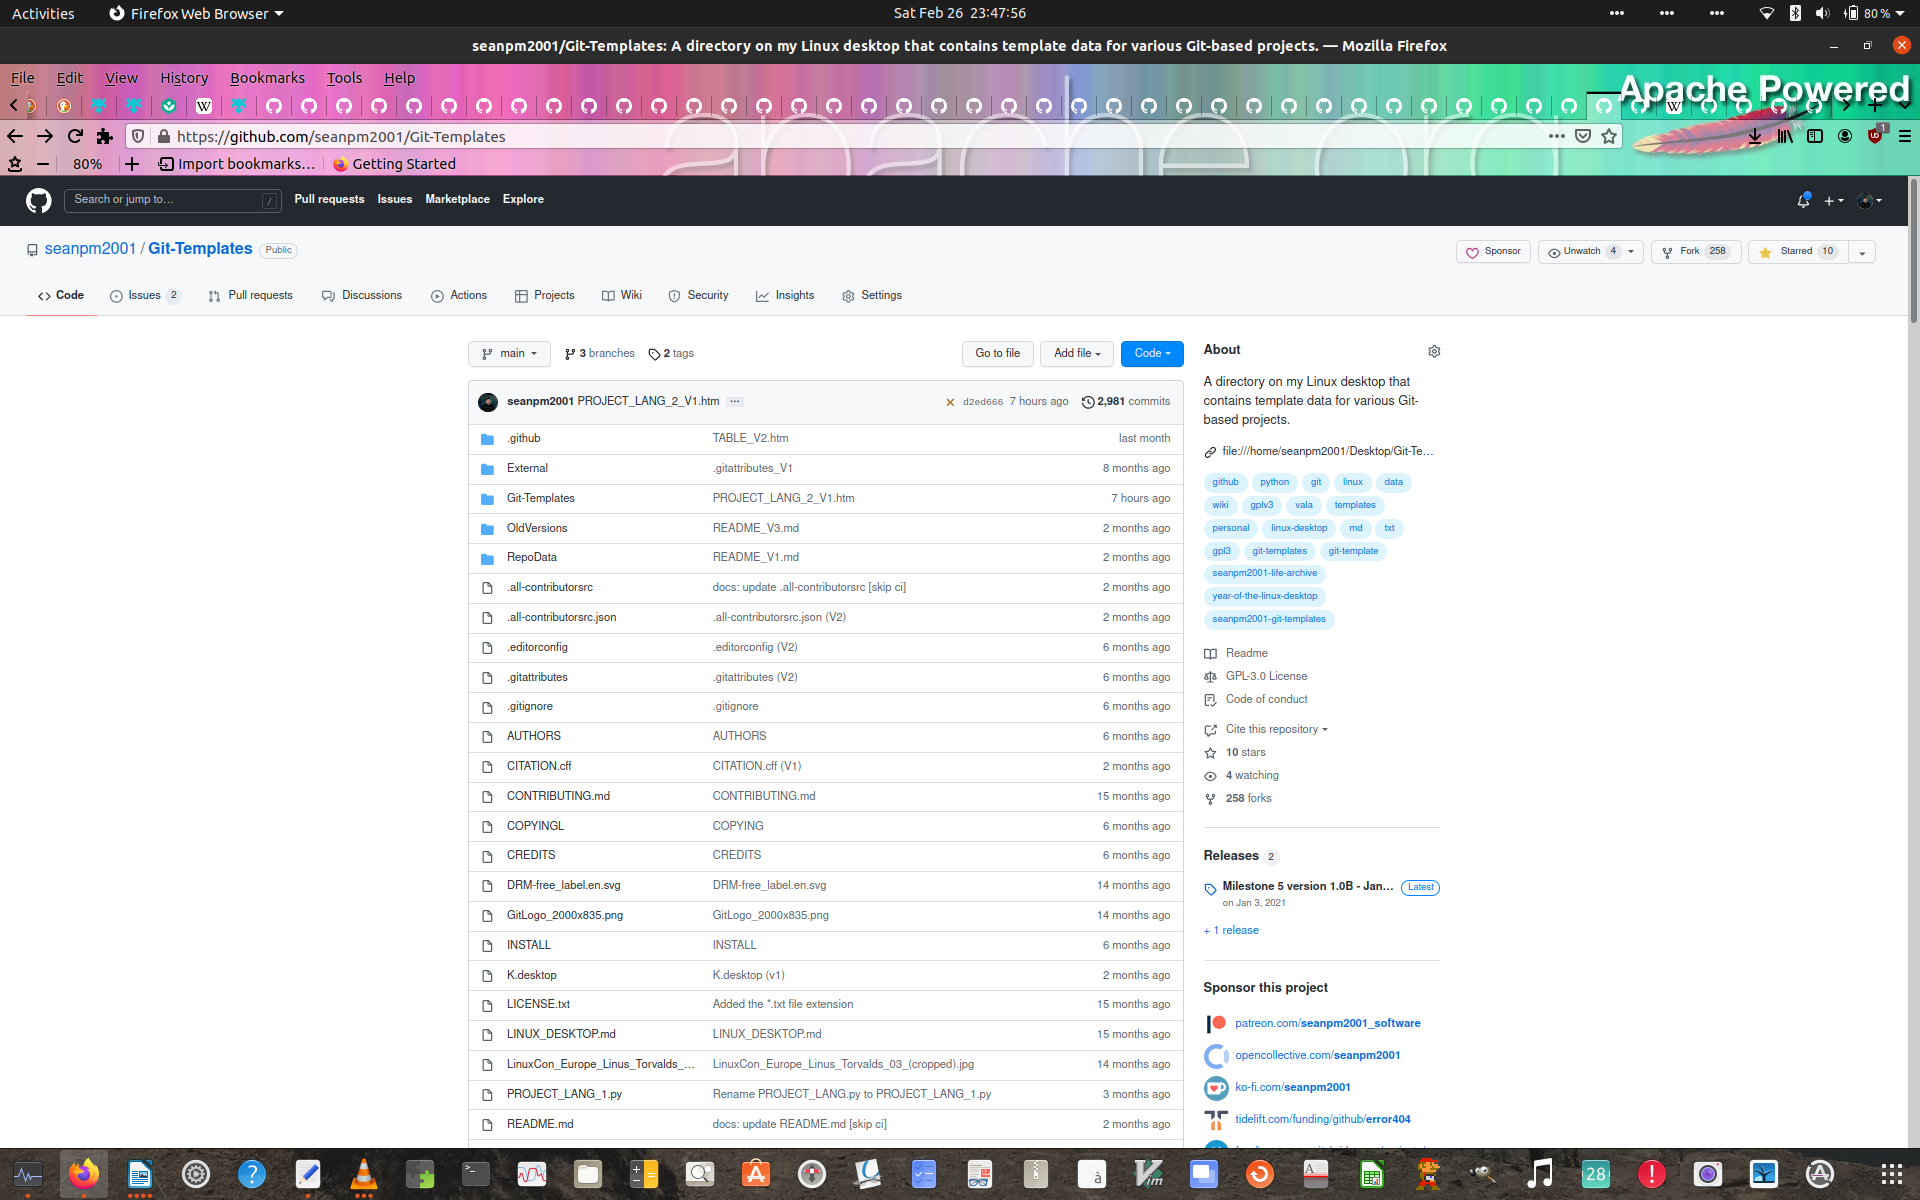 Activities
Firefox Web Browser
Sat Feb 26 23:47:56
80 %
seanpm2001/Git-Templates: A directory on my Linux desktop that contains template data for various Git-based projects. — Mozilla Firefox
File Edit View History Bookmarks Tools Help
Apache Powered
https://github.com/seanpm2001/Git-Templates
80%
Import bookmarks…
Getting Started
Search or jump to…
/
Pull requests Issues Marketplace Explore
seanpm2001 / Git-Templates Public
Sponsor
Unwatch 4
Fork 258
Starred 10
Code
Issues 2
Pull requests
Discussions
Actions
Projects
Wiki
Security
Insights
Settings
main
3 branches
2 tags
Go to file
Add file
Code
seanpm2001 PROJECT_LANG_2_V1.htm ... d2ed666 7 hours ago 2,981 commits
.github TABLE_V2.htm last month
External .gitattributes_V1 8 months ago
Git-Templates PROJECT_LANG_2_V1.htm 7 hours ago
OldVersions README_V3.md 2 months ago
RepoData README_V1.md 2 months ago
.all-contributorsrc docs: update .all-contributorsrc [skip ci] 2 months ago
.all-contributorsrc.json .all-contributorsrc.json (V2) 2 months ago
.editorconfig .editorconfig (V2) 6 months ago
.gitattributes .gitattributes (V2) 6 months ago
.gitignore .gitignore 6 months ago
AUTHORS AUTHORS 6 months ago
CITATION.cff CITATION.cff (V1) 2 months ago
CONTRIBUTING.md CONTRIBUTING.md 15 months ago
COPYINGL COPYING 6 months ago
CREDITS CREDITS 6 months ago
DRM-free_label.en.svg DRM-free_label.en.svg 14 months ago
GitLogo_2000x835.png GitLogo_2000x835.png 14 months ago
INSTALL INSTALL 6 months ago
K.desktop K.desktop (v1) 2 months ago
LICENSE.txt Added the *.txt file extension 15 months ago
LINUX_DESKTOP.md LINUX_DESKTOP.md 15 months ago
LinuxCon_Europe_Linus_Torvalds_... LinuxCon_Europe_Linus_Torvalds_03_(cropped).jpg 14 months ago
PROJECT_LANG_1.py Rename PROJECT_LANG.py to PROJECT_LANG_1.py 3 months ago
README.md docs: update README.md [skip ci] 2 months ago
About
A directory on my Linux desktop that
contains template data for various Git-
based projects.
file:///home/seanpm2001/Desktop/Git-Te...
github python git linux data
wiki gplv3 vala templates
personal linux-desktop md txt
gpl3 git-templates git-template
seanpm2001-life-archive
year-of-the-linux-desktop
seanpm2001-git-templates
Readme
GPL-3.0 License
Code of conduct
Cite this repository
10 stars
4 watching
258 forks
Releases 2
Milestone 5 version 1.0B - Jan... Latest
on Jan 3, 2021
+ 1 release
Sponsor this project
patreon.com/seanpm2001_software
opencollective.com/seanpm2001
ko-fi.com/seanpm2001
tidelift.com/funding/github/error404
28